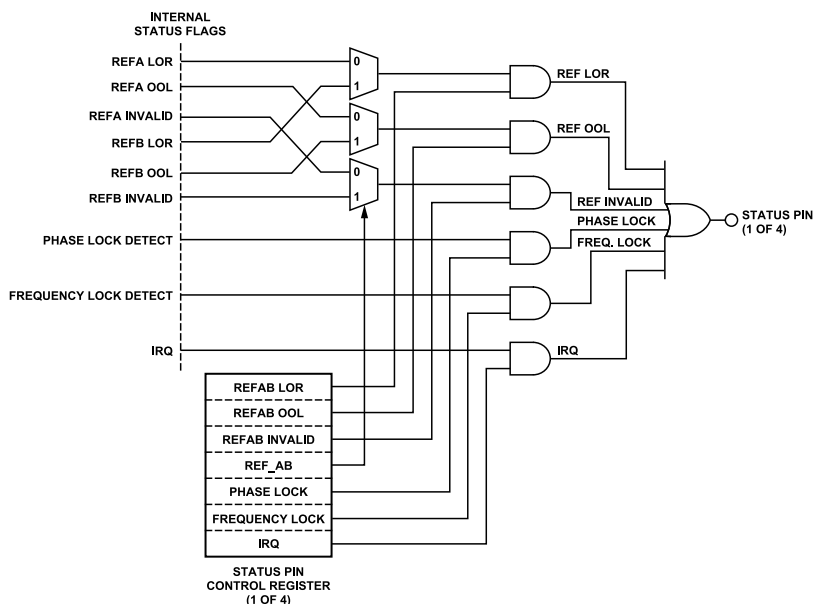 INTERNAL
STATUS FLAGS
REFA LOR
REFA OOL
REFA INVALID
REFB LOR
REFB OOL
REFB INVALID
PHASE LOCK DETECT
FREQUENCY LOCK DETECT
IRQ
0
1
0
1
0
1
REF LOR
REF OOL
REF INVALID
PHASE LOCK
FREQ. LOCK
IRQ
STATUS PIN
(1 OF 4)
REFAB LOR
REFAB OOL
REFAB INVALID
REF_AB
PHASE LOCK
FREQUENCY LOCK
IRQ
STATUS PIN
CONTROL REGISTER
(1 OF 4)